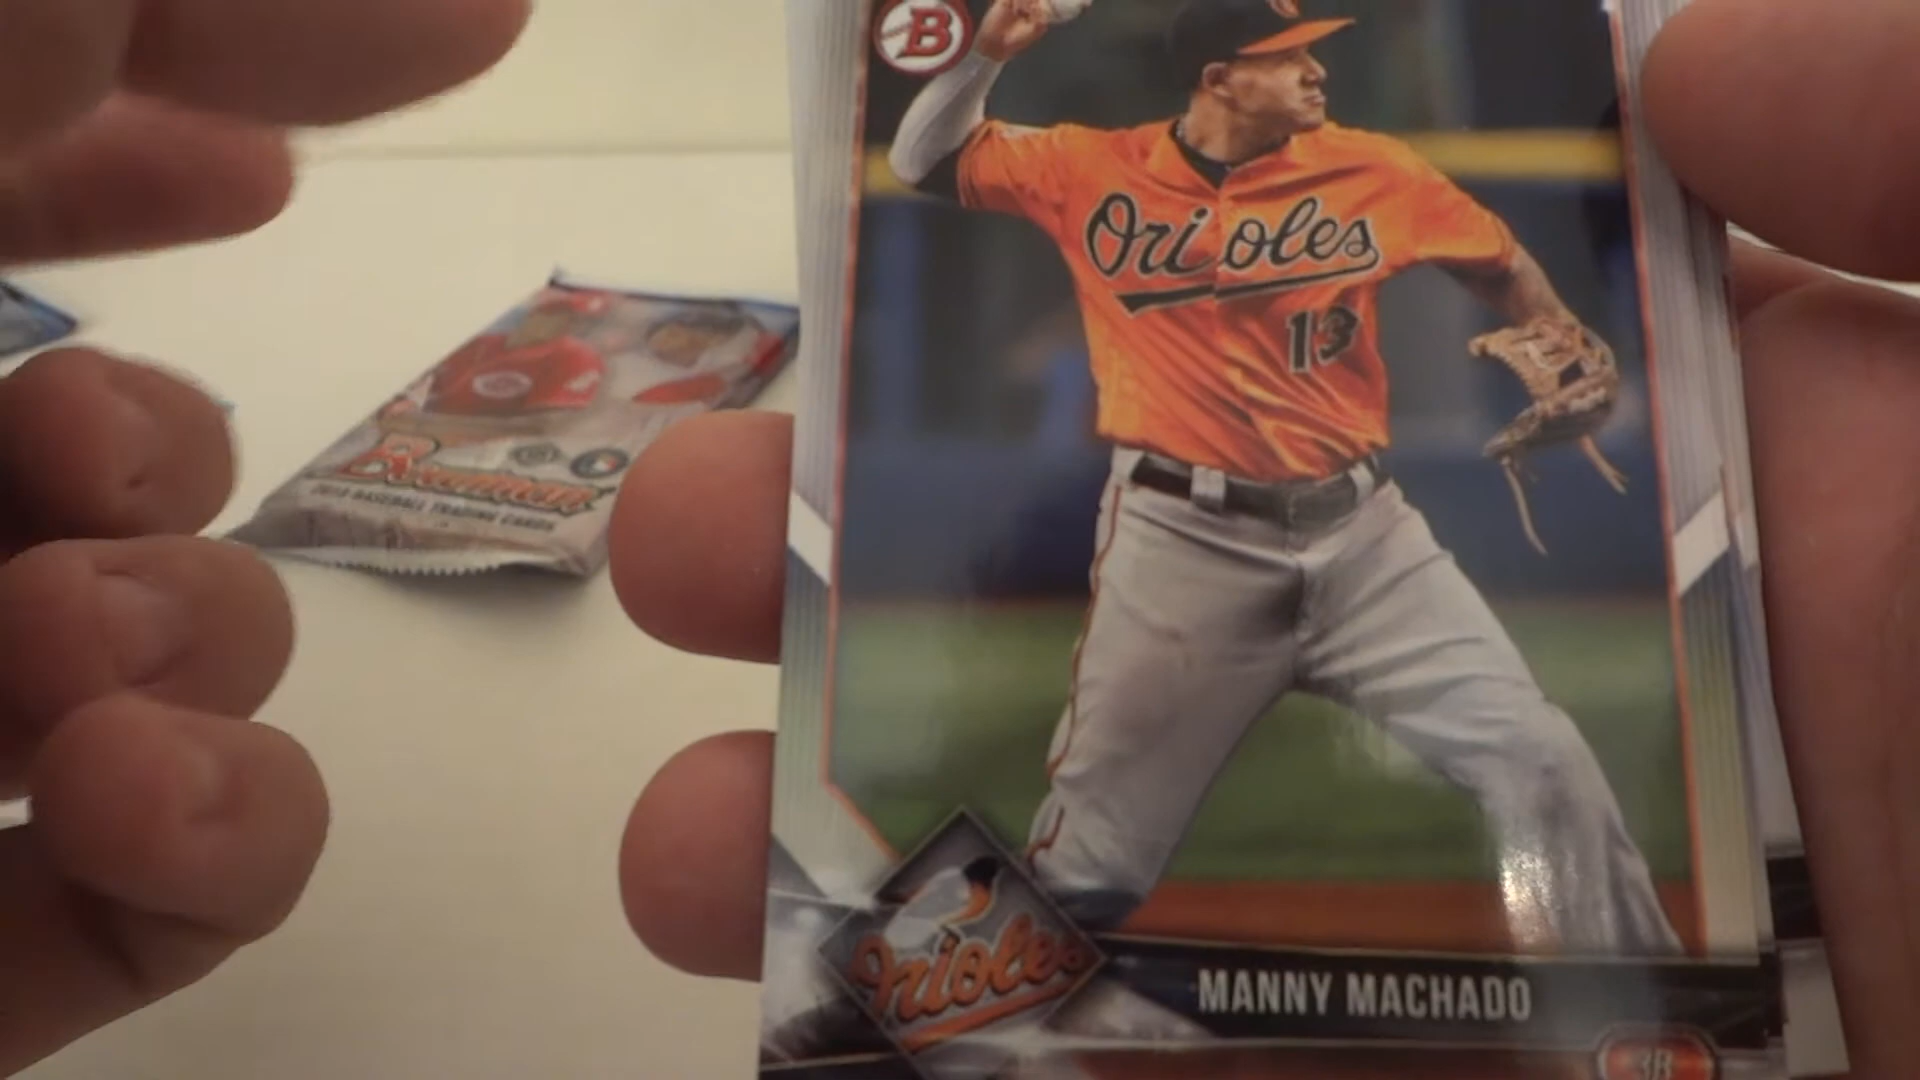 B
Orioles
13
Bowman
2018 BASEBALL TRADING CARDS
Orioles
MANNY MACHADO
3B